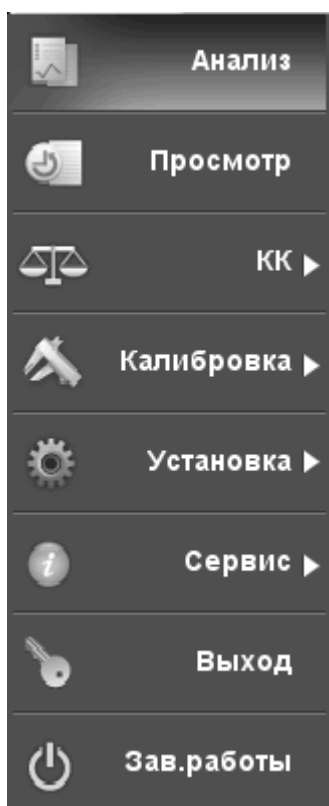 Анализ
Просмотр
КК
Калибровка
Установка
Сервис
Выход
Зав.работы